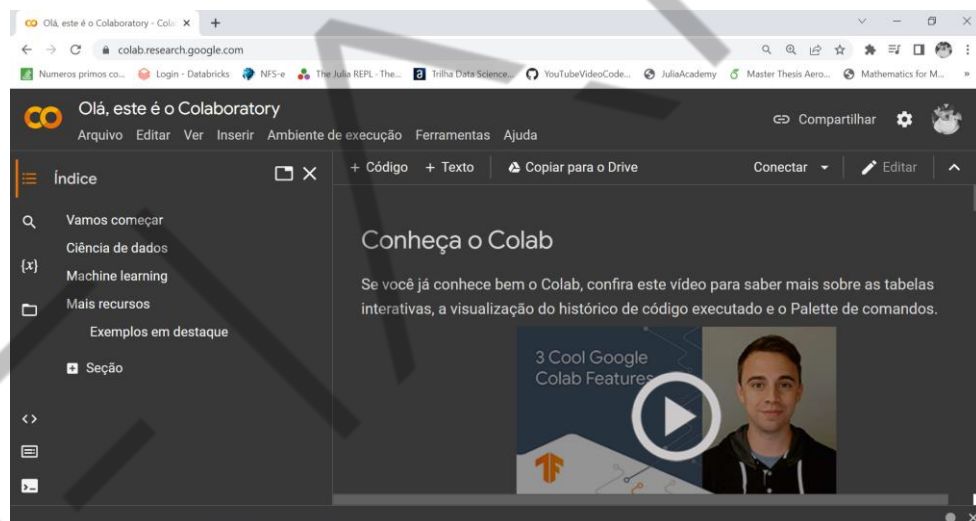 Olá, este é o Colaboratory - Cola
colab.research.google.com
Numeros primos co... Login - Databricks NFS-e The Julia REPL · The... Trilha Data Science... YouTubeVideoCode... JuliaAcademy Master Thesis Aero... Mathematics for M... »
CO Olá, este é o Colaboratory
Arquivo Editar Ver Inserir Ambiente de execução Ferramentas Ajuda
Compartilhar
Índice
+ Código + Texto Copiar para o Drive Conectar Editar
Vamos começar
Ciência de dados
{x} Machine learning
Mais recursos
Exemplos em destaque
Seção
Conheça o Colab
Se você já conhece bem o Colab, confira este vídeo para saber mais sobre as tabelas
interativas, a visualização do histórico de código executado e o Palette de comandos.
3 Cool Google
Colab Features